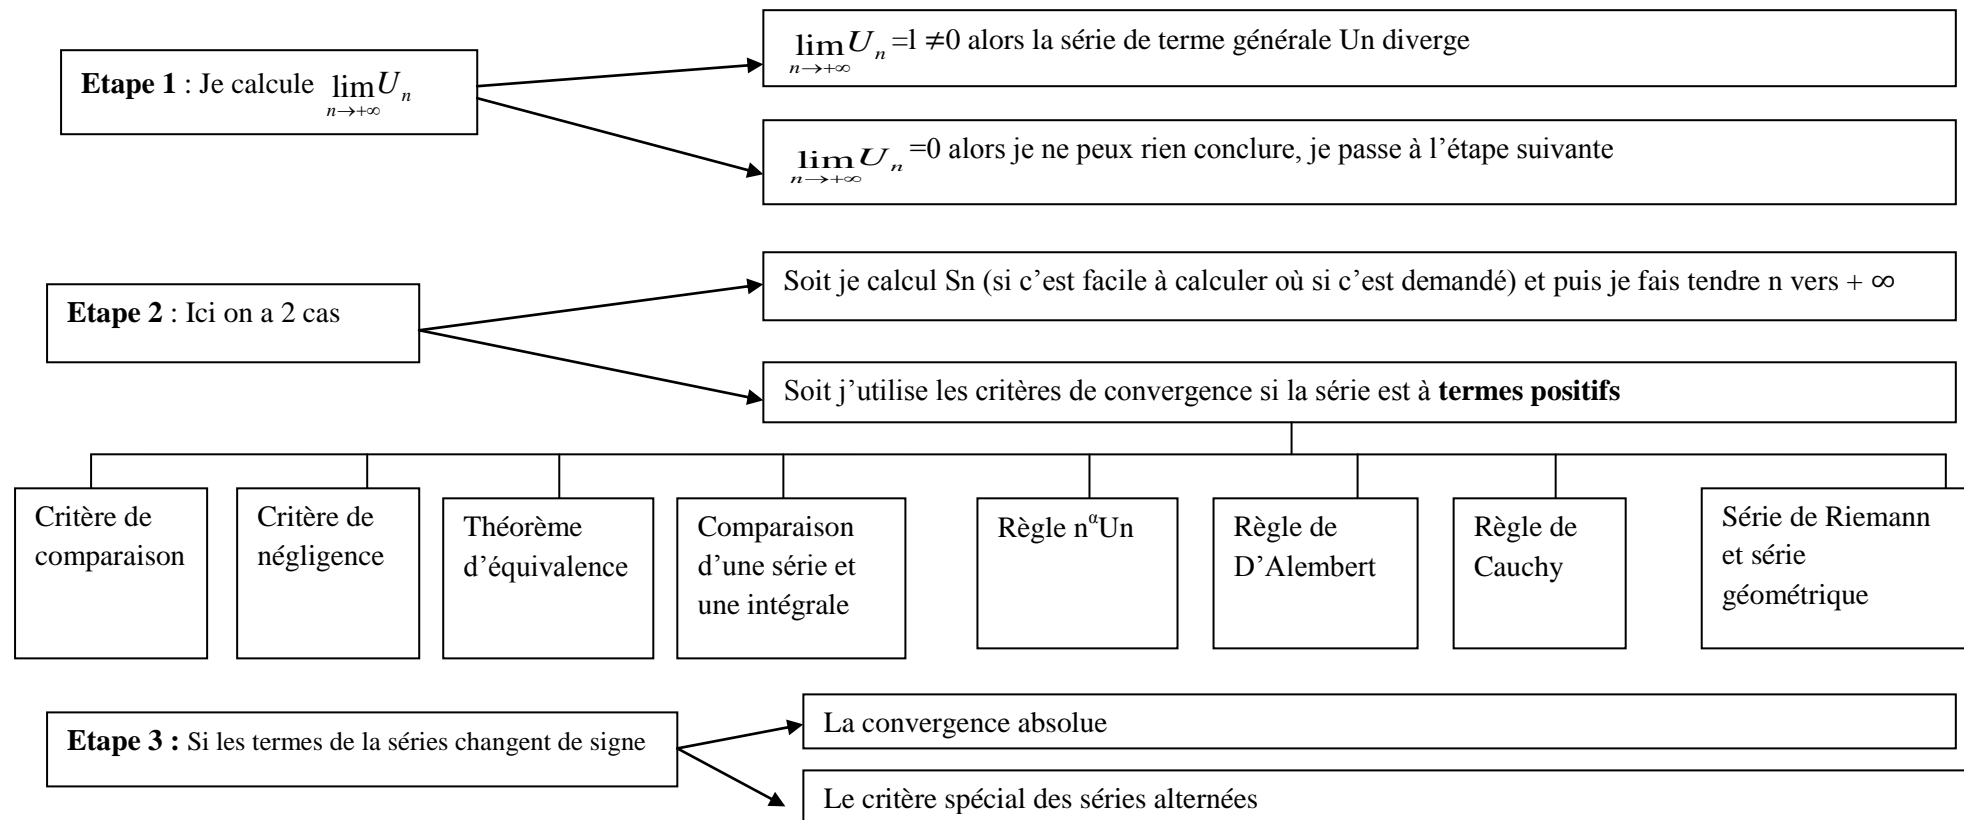 lim Uₙ =l ≠0 alors la série de terme générale Un diverge
n→+∞
Etape 1 : Je calcule lim Uₙ
n→+∞
lim Uₙ =0 alors je ne peux rien conclure, je passe à l’étape suivante
n→+∞
Soit je calcul Sn (si c’est facile à calculer où si c’est demandé) et puis je fais tendre n vers + ∞
Etape 2 : Ici on a 2 cas
Soit j’utilise les critères de convergence si la série est à termes positifs
Critère de
comparaison
Critère de
négligence
Théorème
d’équivalence
Comparaison
d’une série et
une intégrale
Règle nᵅUn
Règle de
D’Alembert
Règle de
Cauchy
Série de Riemann
et série
géométrique
Etape 3 : Si les termes de la séries changent de signe
La convergence absolue
Le critère spécial des séries alternées